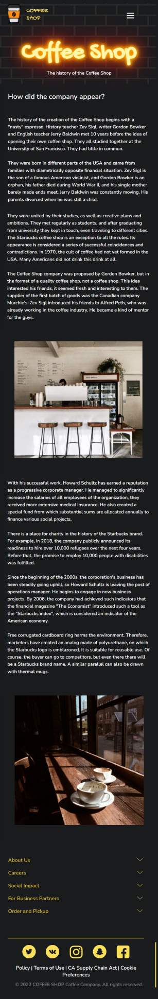 COFFEE
SHOP
Coffee Shop
The history of the Coffee Shop
How did the company appear?
The history of the creation of the Coffee Shop begins with a
"nasty" espresso. History teacher Zev Sigl, writer Gordon Bowker
and English teacher Jerry Baldwin met 10 years before the idea of
opening their own coffee shop. They all studied together at the
University of San Francisco. They had little in common.
They were born in different parts of the USA and came from
families with diametrically opposite financial situation. Zev Sigl is
the son of a famous American violinist, and Gordon Bowker is an
orphan, his father died during World War II, and his single mother
barely made ends meet. Jerry Baldwin was constantly moving. His
parents divorced when he was still a child.
They were united by their studies, as well as creative plans and
ambitions. They met regularly as students, and after graduating
from university they kept in touch, even traveling to different cities.
The Starbucks coffee shop is an exception to all the rules. Its
appearance is considered a series of successful coincidences and
contradictions. In 1970, the cult of coffee had not yet formed in the
USA. Many Americans did not drink this drink at all.
The Coffee Shop company was proposed by Gordon Bowker, but in
the format of a quality coffee shop, not a coffee shop. This idea
interested his friends, it seemed fresh and interesting to them. The
supplier of the first batch of goods was the Canadian company
Murchie's. Zev Sigl introduced his friends to Alfred Peth, who was
already working in the coffee industry. He became a kind of mentor
for the guys.
With his successful work, Howard Schultz has earned a reputation
as a progressive corporate manager. He managed to significantly
increase the salaries of all employees of the organization, they
received more extensive medical insurance. He also created a
special fund from which substantial sums are allocated annually to
finance various social projects.
There is a place for charity in the history of the Starbucks brand.
For example, in 2018, the company publicly announced its
readiness to hire over 10,000 refugees over the next four years.
Before that, the promise to employ 10,000 people with disabilities
was fulfilled.
Since the beginning of the 2000s, the corporation's business has
been steadily going uphill, so Howard Schultz is leaving the post of
operations manager. He begins to engage in new business
projects. By 2006, the company had achieved such indicators that
the financial magazine "The Economist" introduced such a tool as
the "Starbucks index", which is considered an indicator of the
American economy.
Free corrugated cardboard ring harms the environment. Therefore,
marketers have created an analog made of polyurethane, on which
the Starbucks logo is emblazoned. It is suitable for reusable use. Of
course, the buyer can go to competitors, but even there there will
be a Starbucks brand name. A similar parallel can also be drawn
with thermal mugs.
About Us
Careers
Social Impact
For Business Partners
Order and Pickup
Policy | Terms of Use | CA Supply Chain Act | Cookie
Preferences
© 2022 COFFEE SHOP Coffee Company. All rights reserved.